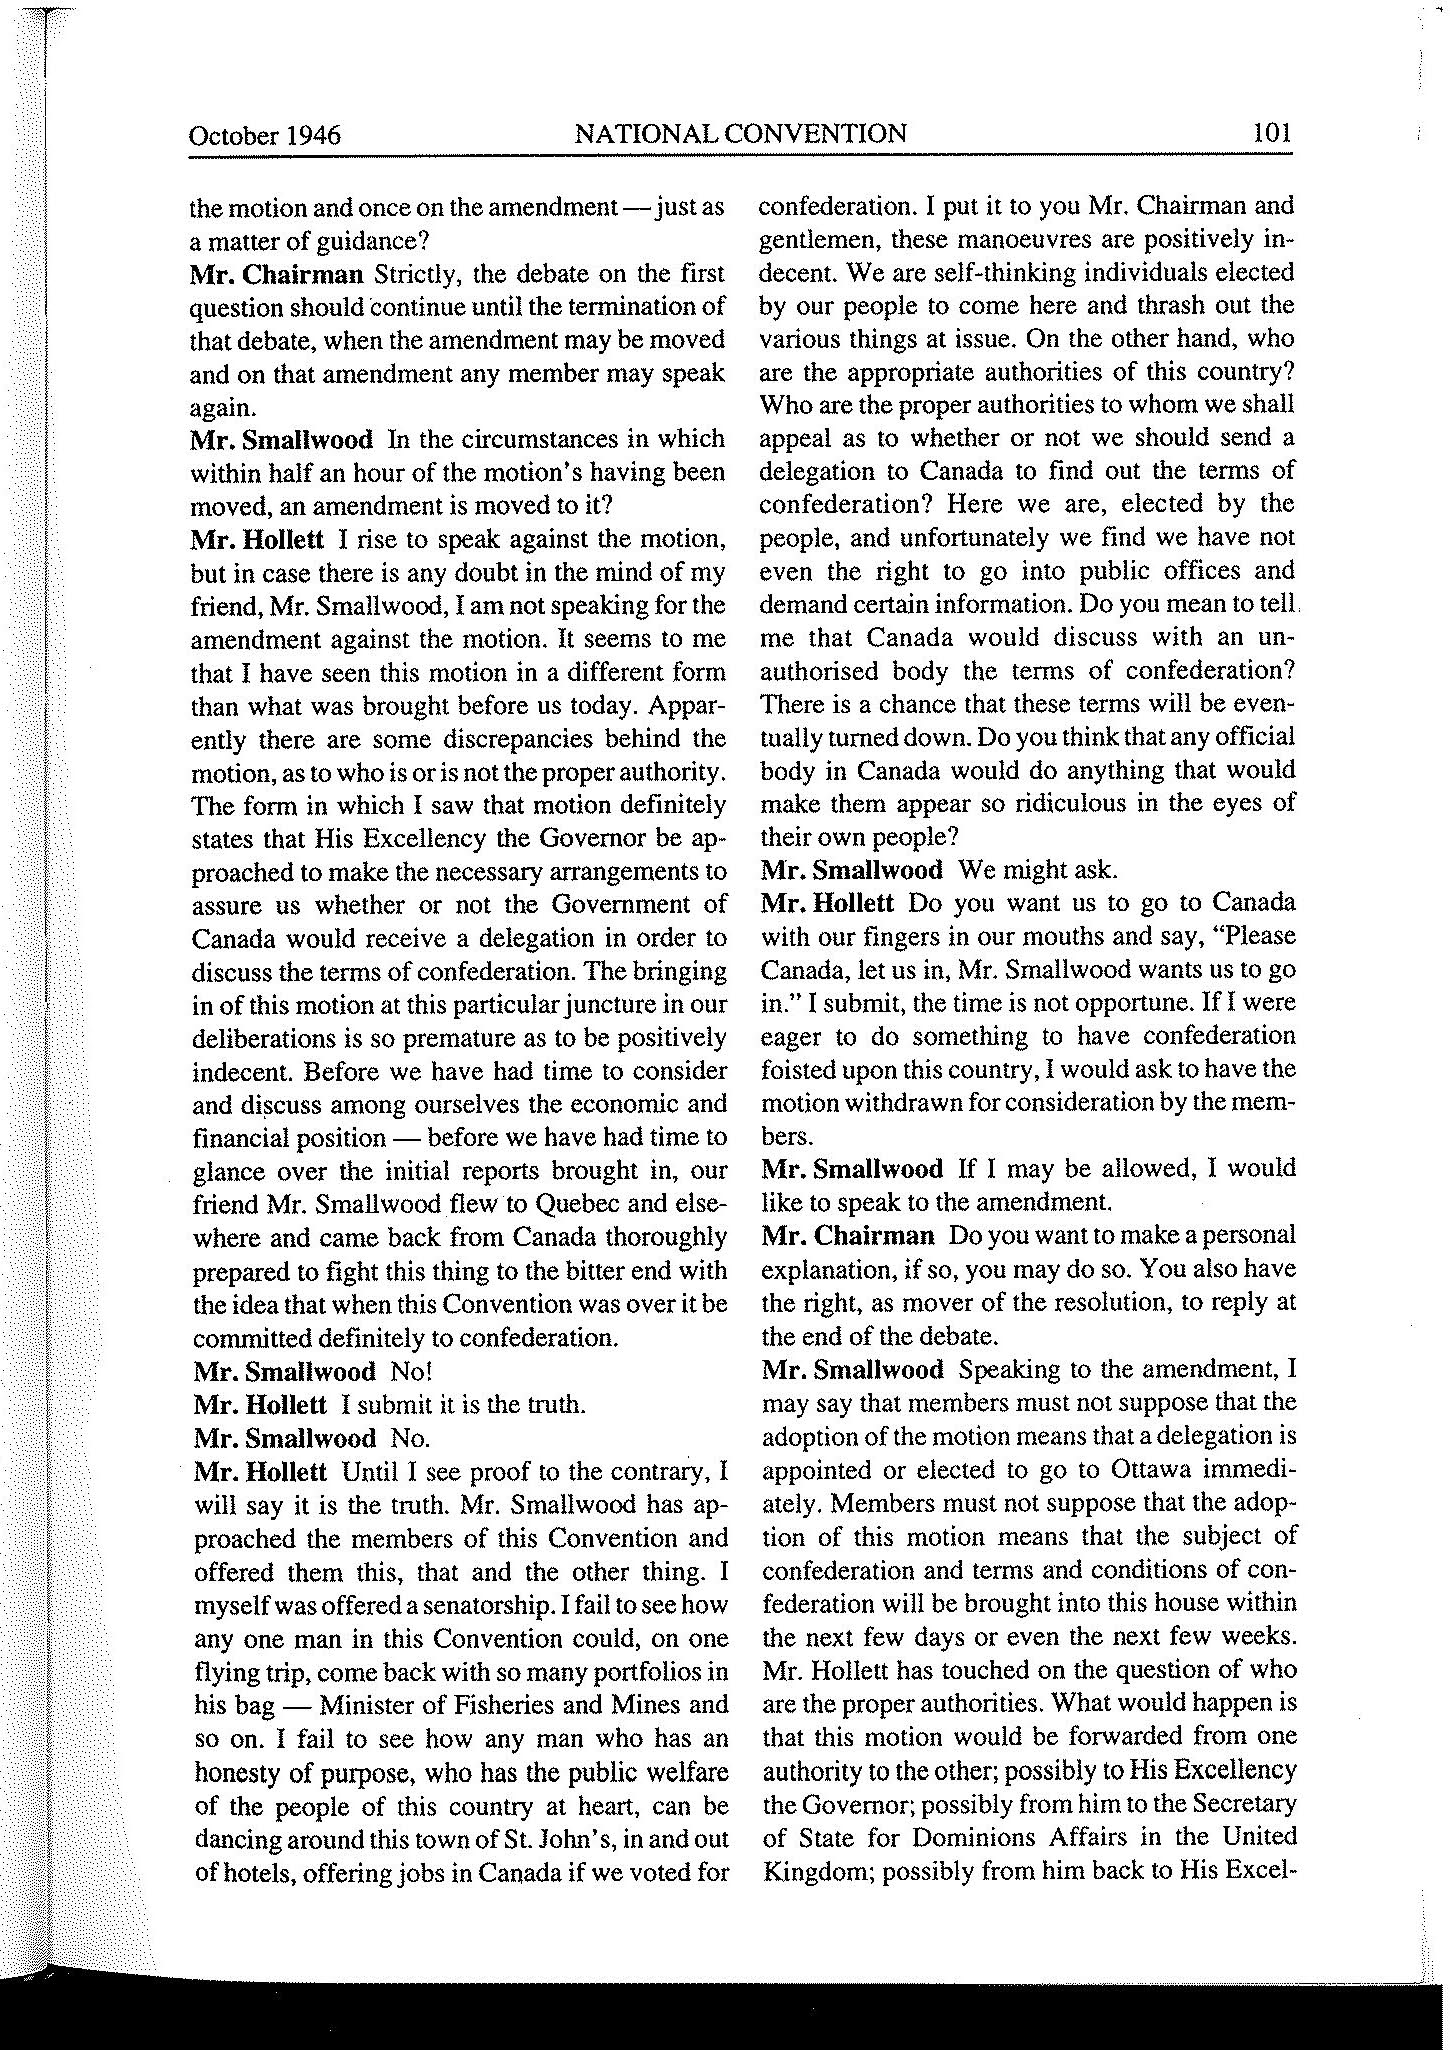 October 1946 NATIONAL CONVENTION 101
the motion and once on the amendment — just as
a matter of guidance?
Mr. Chairman Strictly, the debate on the first
question should continue until the termination of
that debate, when the amendment may be moved
and on that amendment any member may speak
again.
Mr. Smallwood In the circumstances in which
within half an hour of the motion's having been
moved, an amendment is moved to it?
Mr. Hollett I rise to speak against the motion,
but in case there is any doubt in the mind of my
friend, Mr. Smallwood, I am not speaking for the
amendment against the motion. It seems to me
that I have seen this motion in a different form
than what was brought before us today. Appar-
ently there are some discrepancies behind the
motion, as to who is or is not the proper authority.
The form in which I saw that motion definitely
states that His Excellency the Governor be ap-
proached to make the necessary arrangements to
assure us whether or not the Government of
Canada would receive a delegation in order to
discuss the terms of confederation. The bringing
in of this motion at this particular juncture in our
deliberations is so premature as to be positively
indecent. Before we have had time to consider
and discuss among ourselves the economic and
financial position — before we have had time to
glance over the initial reports brought in, our
friend Mr. Smallwood flew to Quebec and else-
where and came back from Canada thoroughly
prepared to fight this thing to the bitter end with
the idea that when this Convention was over it be
committed definitely to confederation.
Mr. Smallwood No!
Mr. Hollett I submit it is the truth.
Mr. Smallwood No.
Mr. Hollett Until I see proof to the contrary, I
will say it is the truth. Mr. Smallwood has ap-
proached the members of this Convention and
offered them this, that and the other thing. I
myself was offered a senatorship. I fail to see how
any one man in this Convention could, on one
flying trip, come back with so many portfolios in
his bag — Minister of Fisheries and Mines and
so on. I fail to see how any man who has an
honesty of purpose, who has the public welfare
of the people of this country at heart, can be
dancing around this town of St. John's, in and out
of hotels, offering jobs in Canada if we voted for
confederation. I put it to you Mr. Chairman and
gentlemen, these manoeuvres are positively in-
decent. We are self-thinking individuals elected
by our people to come here and thrash out the
various things at issue. On the other hand, who
are the appropriate authorities of this country?
Who are the proper authorities to whom we shall
appeal as to whether or not we should send a
delegation to Canada to find out the terms of
confederation? Here we are, elected by the
people, and unfortunately we find we have not
even the right to go into public offices and
demand certain information. Do you mean to tell
me that Canada would discuss with an un-
authorised body the terms of confederation?
There is a chance that these terms will be even-
tually turned down. Do you think that any official
body in Canada would do anything that would
make them appear so ridiculous in the eyes of
their own people?
Mr. Smallwood We might ask.
Mr. Hollett Do you want us to go to Canada
with our fingers in our mouths and say, “Please
Canada, let us in, Mr. Smallwood wants us to go
in.” I submit, the time is not opportune. If I were
eager to do something to have confederation
foisted upon this country, I would ask to have the
motion withdrawn for consideration by the mem-
bers.
Mr. Smallwood If I may be allowed, I would
like to speak to the amendment.
Mr. Chairman Do you want to make a personal
explanation, if so, you may do so. You also have
the right, as mover of the resolution, to reply at
the end of the debate.
Mr. Smallwood Speaking to the amendment, I
may say that members must not suppose that the
adoption of the motion means that a delegation is
appointed or elected to go to Ottawa immedi-
ately. Members must not suppose that the adop-
tion of this motion means that the subject of
confederation and terms and conditions of con-
federation will be brought into this house within
the next few days or even the next few weeks.
Mr. Hollett has touched on the question of who
are the proper authorities. What would happen is
that this motion would be forwarded from one
authority to the other; possibly to His Excellency
the Governor; possibly from him to the Secretary
of State for Dominions Affairs in the United
Kingdom; possibly from him back to His Excel-